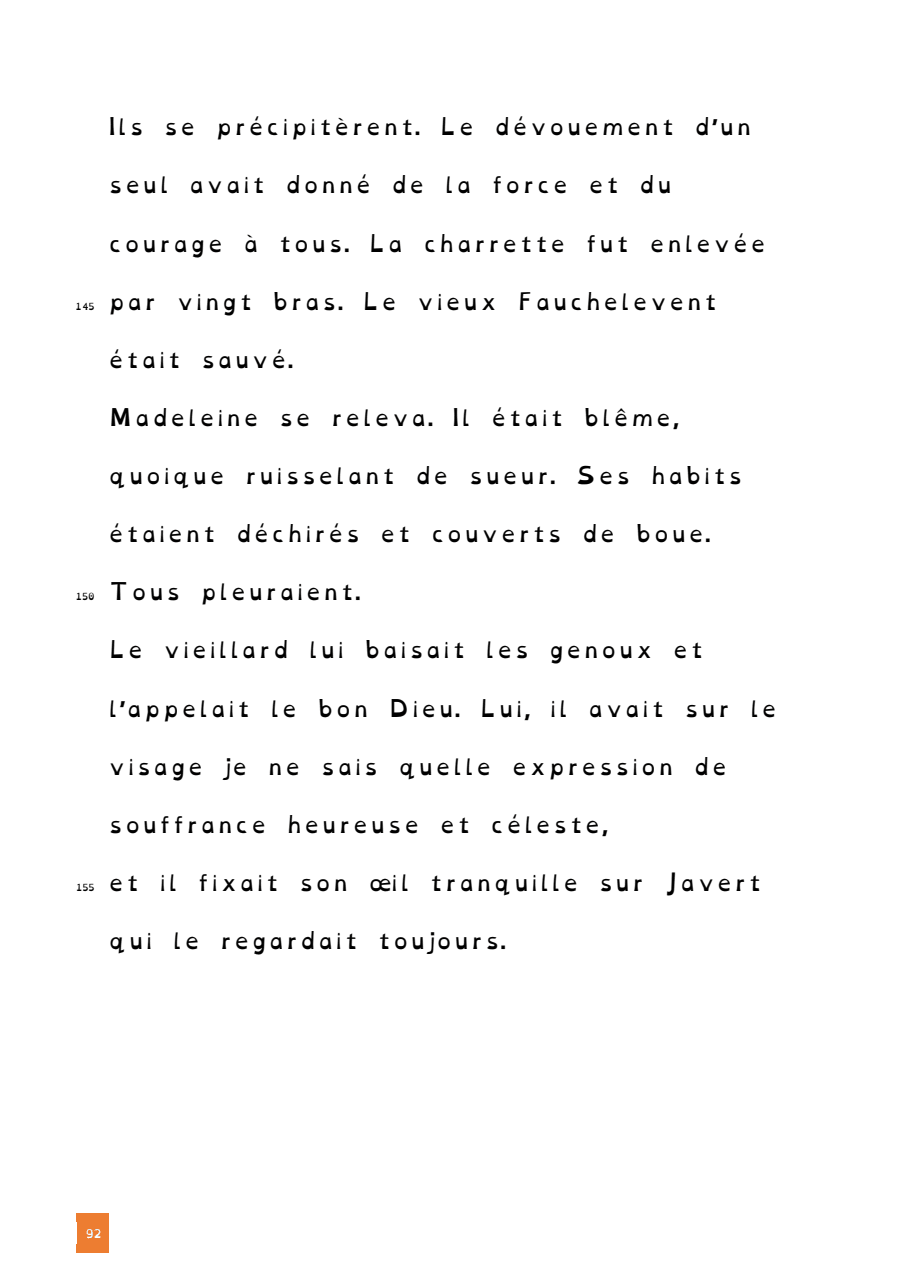 Ils se précipitèrent. Le dévouement d'un
seul avait donné de la force et du
courage à tous. La charrette fut enlevée
145 par vingt bras. Le vieux Fauchelevent
était sauvé.
Madeleine se releva. Il était blême,
quoique ruisselant de sueur. Ses habits
étaient déchirés et couverts de boue.
150 Tous pleuraient.
Le vieillard lui baisait les genoux et
l'appelait le bon Dieu. Lui, il avait sur le
visage je ne sais quelle expression de
souffrance heureuse et céleste,
155 et il fixait son œil tranquille sur Javert
qui le regardait toujours.
92